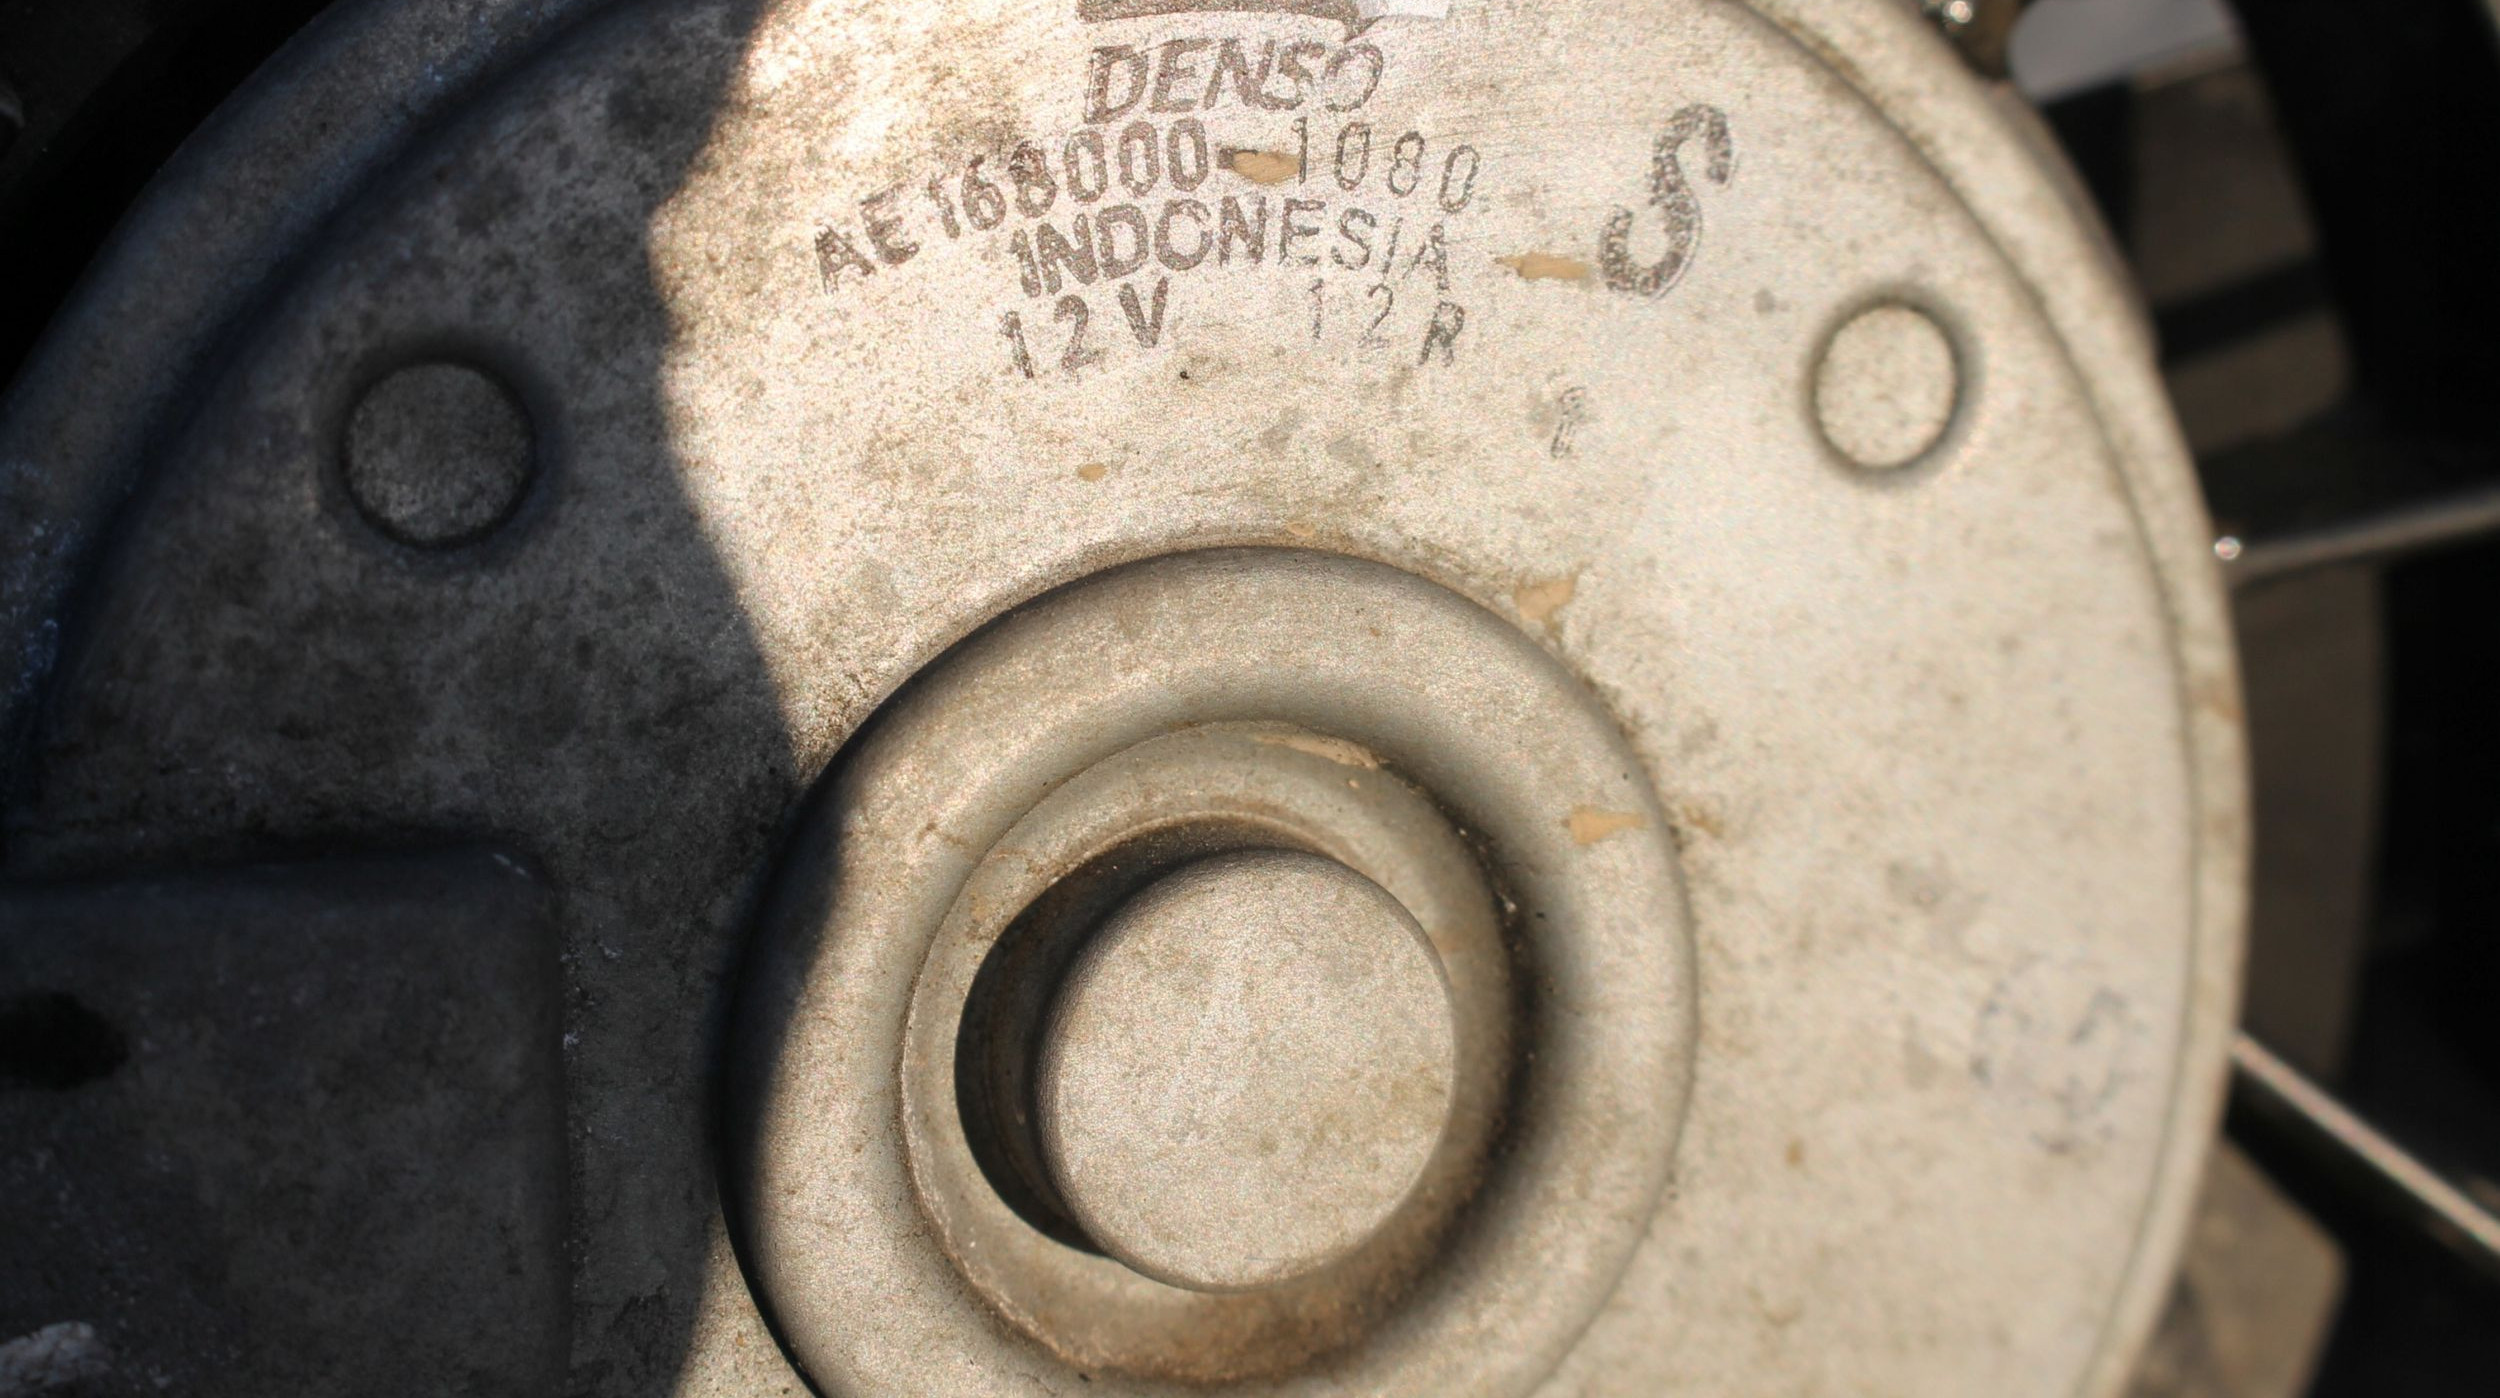 DENSO
AE168000-1080
INDONESIA
12V 12R
S